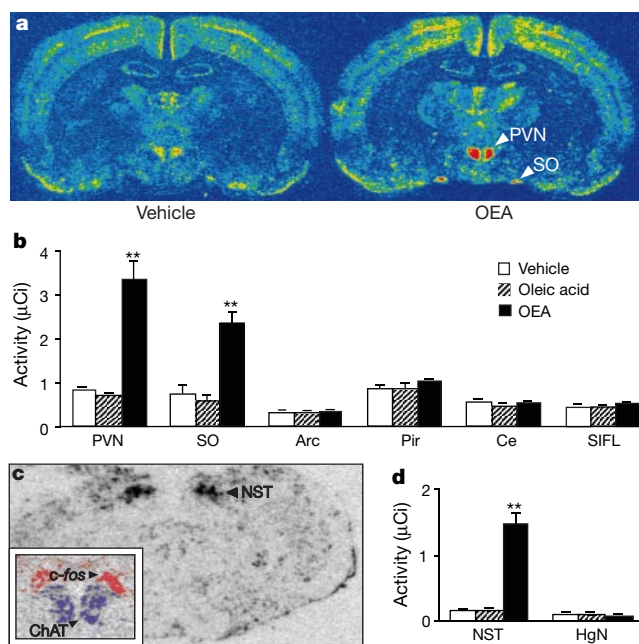 a
PVN
SO
Vehicle OEA
b
Activity (μCi)
4
3
2
1
0
**
**
Vehicle
Oleic acid
OEA
PVN SO Arc Pir Ce SIFL
c
NST
c-fos
ChAT
d
Activity (μCi)
2
1
0
**
NST HgN